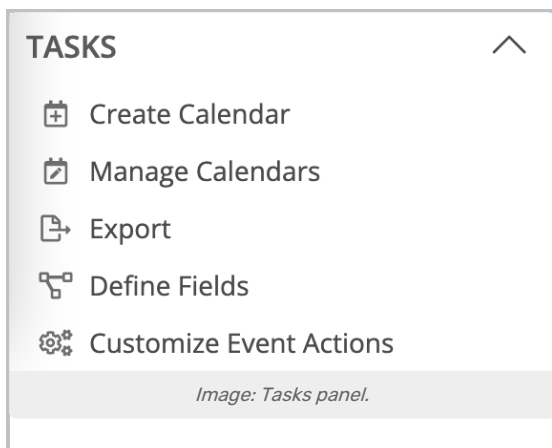 TASKS
Create Calendar
Manage Calendars
Export
Define Fields
Customize Event Actions
Image: Tasks panel.